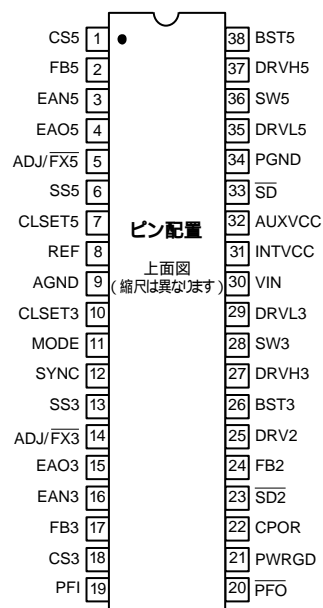 CS5 1
FB5 2
EAN5 3
EAO5 4
ADJ/FX5 5
SS5 6
CLSET5 7
REF 8
AGND 9
CLSET3 10
MODE 11
SYNC 12
SS3 13
ADJ/FX3 14
EAO3 15
EAN3 16
FB3 17
CS3 18
PFI 19
ピン配置
上面図
(縮尺は異なります)
38 BST5
37 DRVH5
36 SW5
35 DRVL5
34 PGND
33 SD
32 AUXVCC
31 INTVCC
30 VIN
29 DRVL3
28 SW3
27 DRVH3
26 BST3
25 DRV2
24 FB2
23 SD2
22 CPOR
21 PWRGD
20 PFO